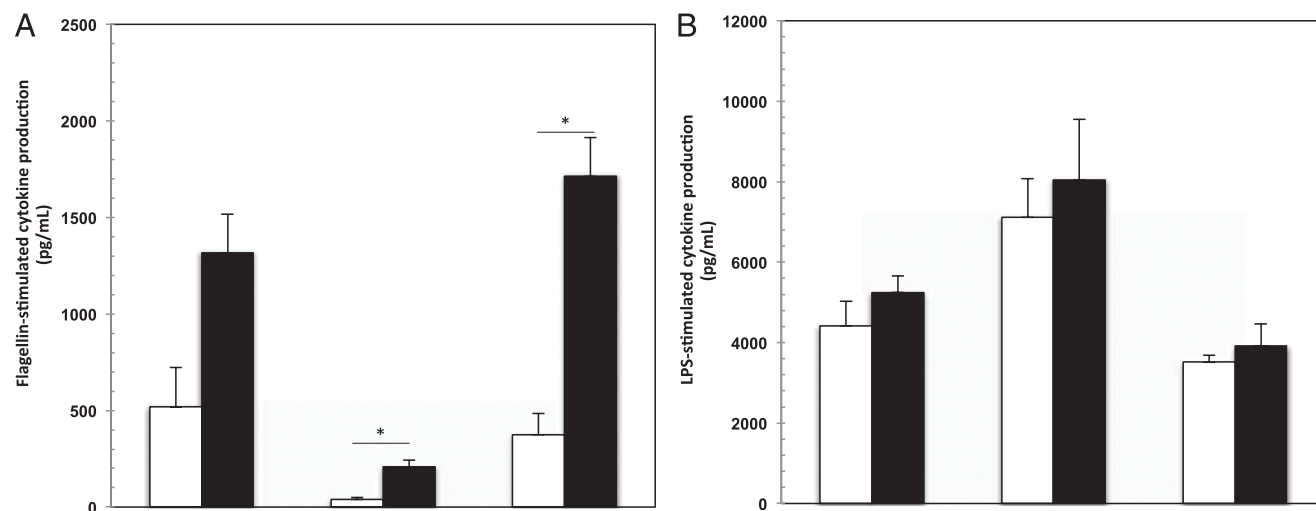 A
Flagellin-stimulated cytokine production
(pg/mL)
2500
2000
1500
1000
500
0
*
*
B
LPS-stimulated cytokine production
(pg/mL)
12000
10000
8000
6000
4000
2000
0